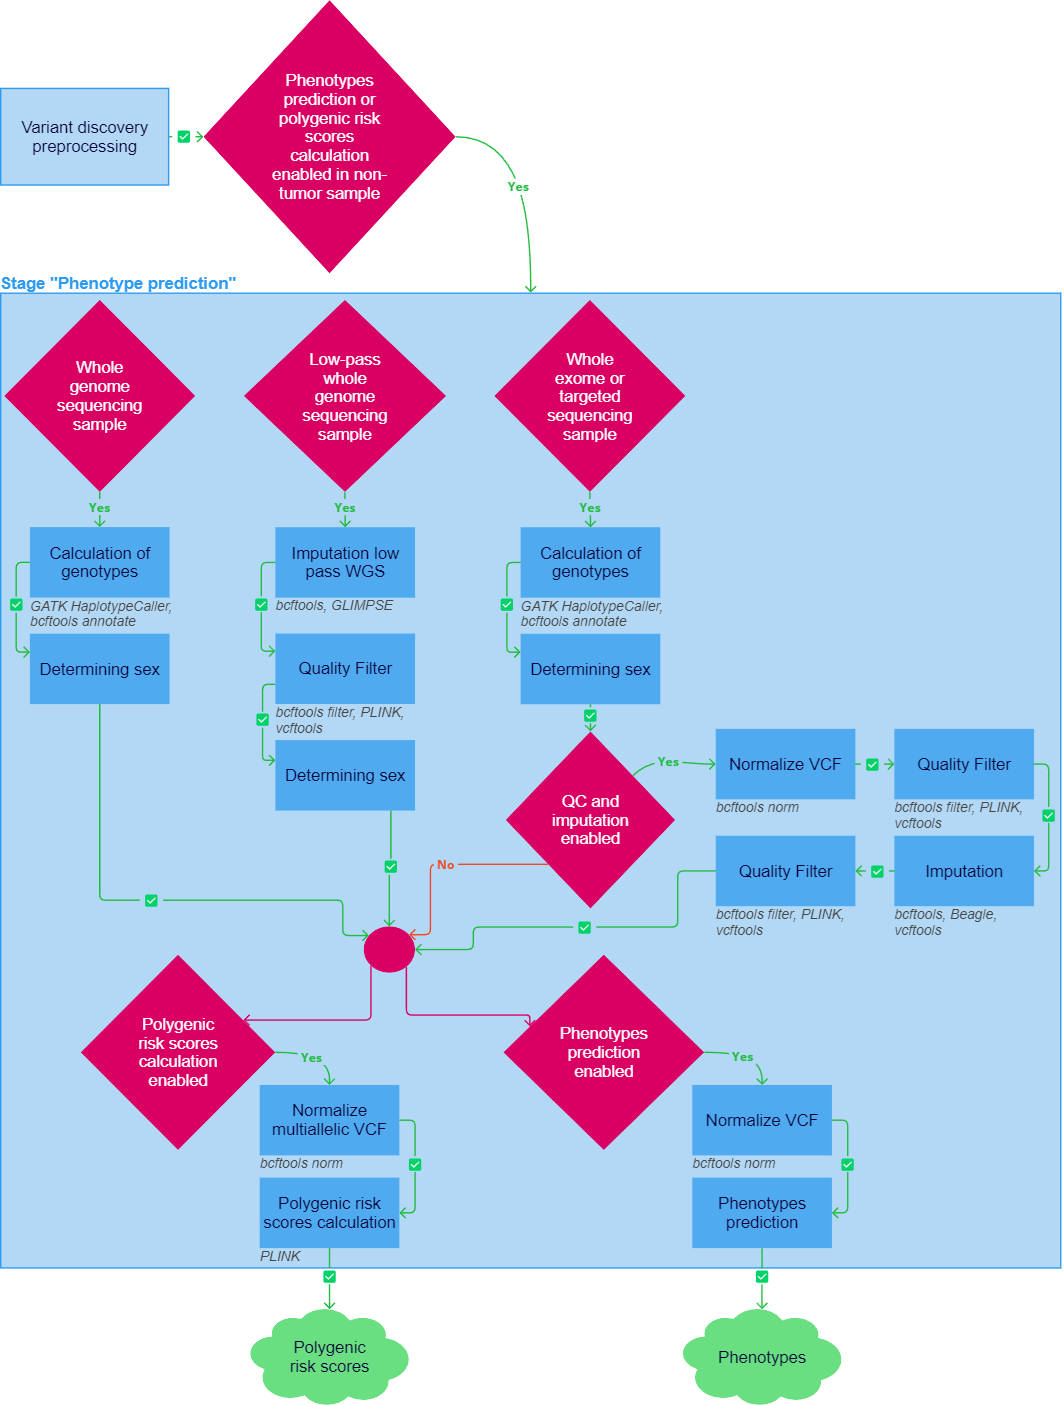 Phenotypes
prediction or
polygenic risk
scores
calculation
enabled in non-
tumor sample
Variant discovery
preprocessing
Yes
Stage "Phenotype prediction"
Whole
genome
sequencing
sample
Low-pass
whole
genome
sequencing
sample
Whole
exome or
targeted
sequencing
sample
Yes
Yes
Yes
Calculation of
genotypes
GATK HaplotypeCaller,
bcftools annotate
Determining sex
Imputation low
pass WGS
bcftools, GLIMPSE
Quality Filter
bcftools filter, PLINK,
vcftools
Determining sex
Calculation of
genotypes
GATK HaplotypeCaller,
bcftools annotate
Determining sex
QC and
imputation
enabled
Yes
No
Normalize VCF
bcftools norm
Quality Filter
bcftools filter, PLINK,
vcftools
Imputation
bcftools, Beagle,
vcftools
Quality Filter
bcftools filter, PLINK,
vcftools
Polygenic
risk scores
calculation
enabled
Yes
Normalize
multiallelic VCF
bcftools norm
Polygenic risk
scores calculation
PLINK
Phenotypes
prediction
enabled
Yes
Normalize VCF
bcftools norm
Phenotypes
prediction
Polygenic
risk scores
Phenotypes